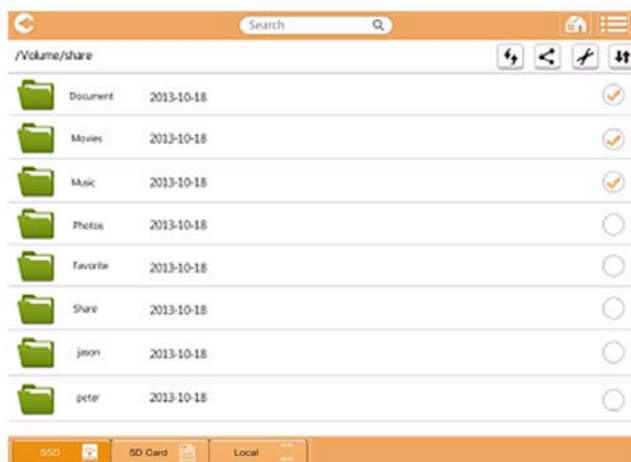 Search
/Volume/share
Document 2013-10-18
Movies 2013-10-18
Music 2013-10-18
Photos 2013-10-18
Favorite 2013-10-18
Share 2013-10-18
jason 2013-10-18
peter 2013-10-18
SSD SD Card SD Local